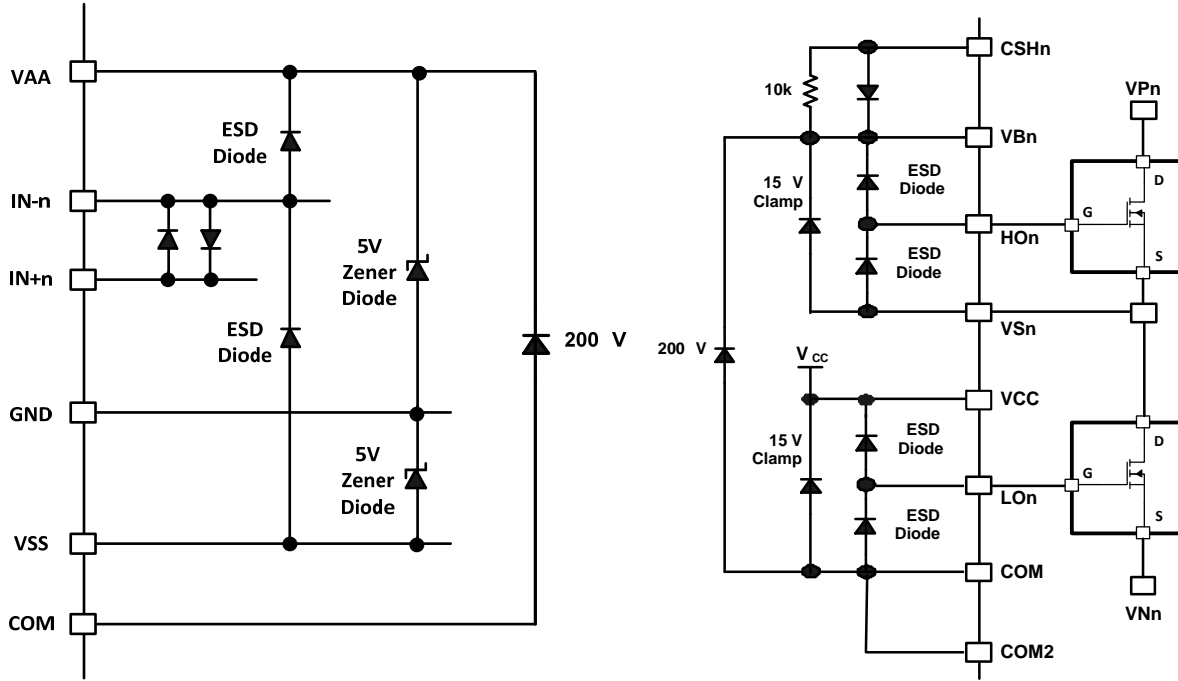 VAA
ESD
Diode
IN-n
IN+n
5V
Zener
Diode
ESD
Diode
200 V
GND
5V
Zener
Diode
VSS
COM
CSHn
10k
VPn
VBn
15 V
Clamp
ESD
Diode
D
G
HOn
ESD
Diode
S
VSn
200 V
VCC
VCC
15 V
Clamp
ESD
Diode
D
G
LOn
ESD
Diode
S
COM
VNn
COM2